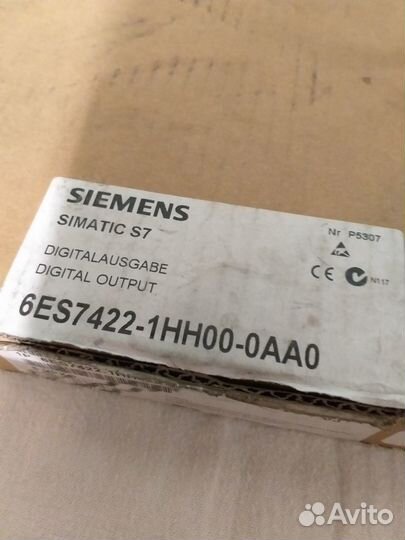 SIEMENS
SIMATIC S7
Nr P5307
DIGITALAUSGABE
DIGITAL OUTPUT
CE N117
6ES7422-1HH00-0AA0
Avito